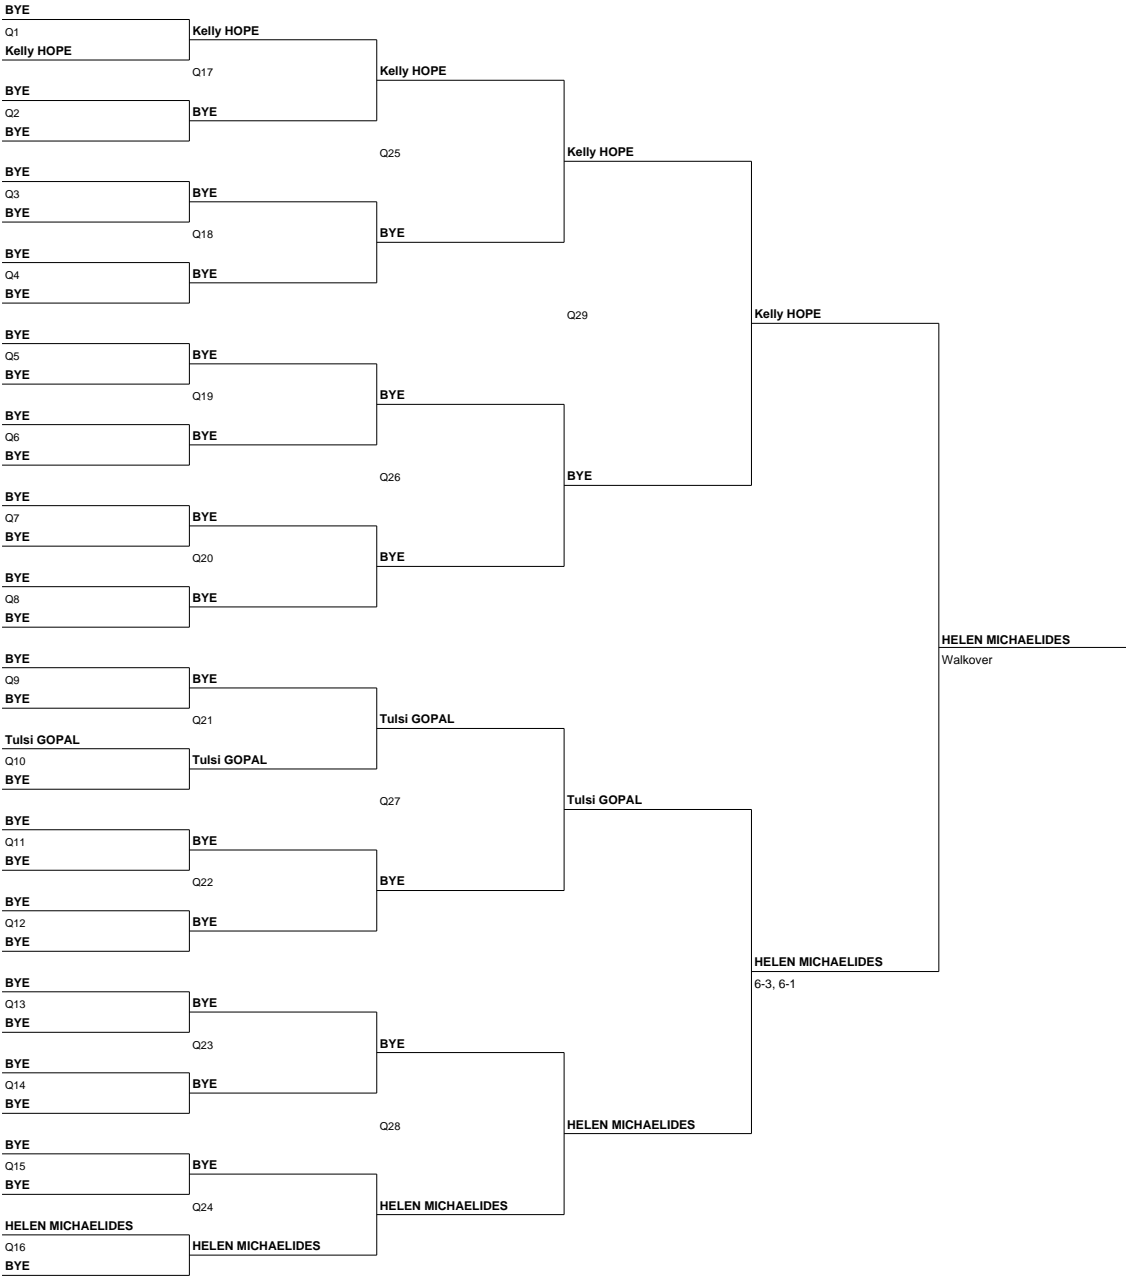 BYE
Q1
Kelly HOPE
Kelly HOPE
Q17
Kelly HOPE
BYE
Q2
BYE
BYE
Q25
Kelly HOPE
BYE
Q3
BYE
BYE
Q18
BYE
BYE
Q4
BYE
BYE
Q29
Kelly HOPE
BYE
Q5
BYE
BYE
Q19
BYE
BYE
Q6
BYE
BYE
Q26
BYE
BYE
Q7
BYE
BYE
Q20
BYE
BYE
Q8
BYE
BYE
HELEN MICHAELIDES
Walkover
BYE
Q9
BYE
BYE
Q21
Tulsi GOPAL
Tulsi GOPAL
Q10
BYE
Tulsi GOPAL
Q27
Tulsi GOPAL
BYE
Q11
BYE
BYE
Q22
BYE
BYE
Q12
BYE
BYE
HELEN MICHAELIDES
6-3, 6-1
BYE
Q13
BYE
BYE
Q23
BYE
BYE
Q14
BYE
BYE
Q28
HELEN MICHAELIDES
BYE
Q15
BYE
BYE
Q24
HELEN MICHAELIDES
HELEN MICHAELIDES
Q16
BYE
HELEN MICHAELIDES